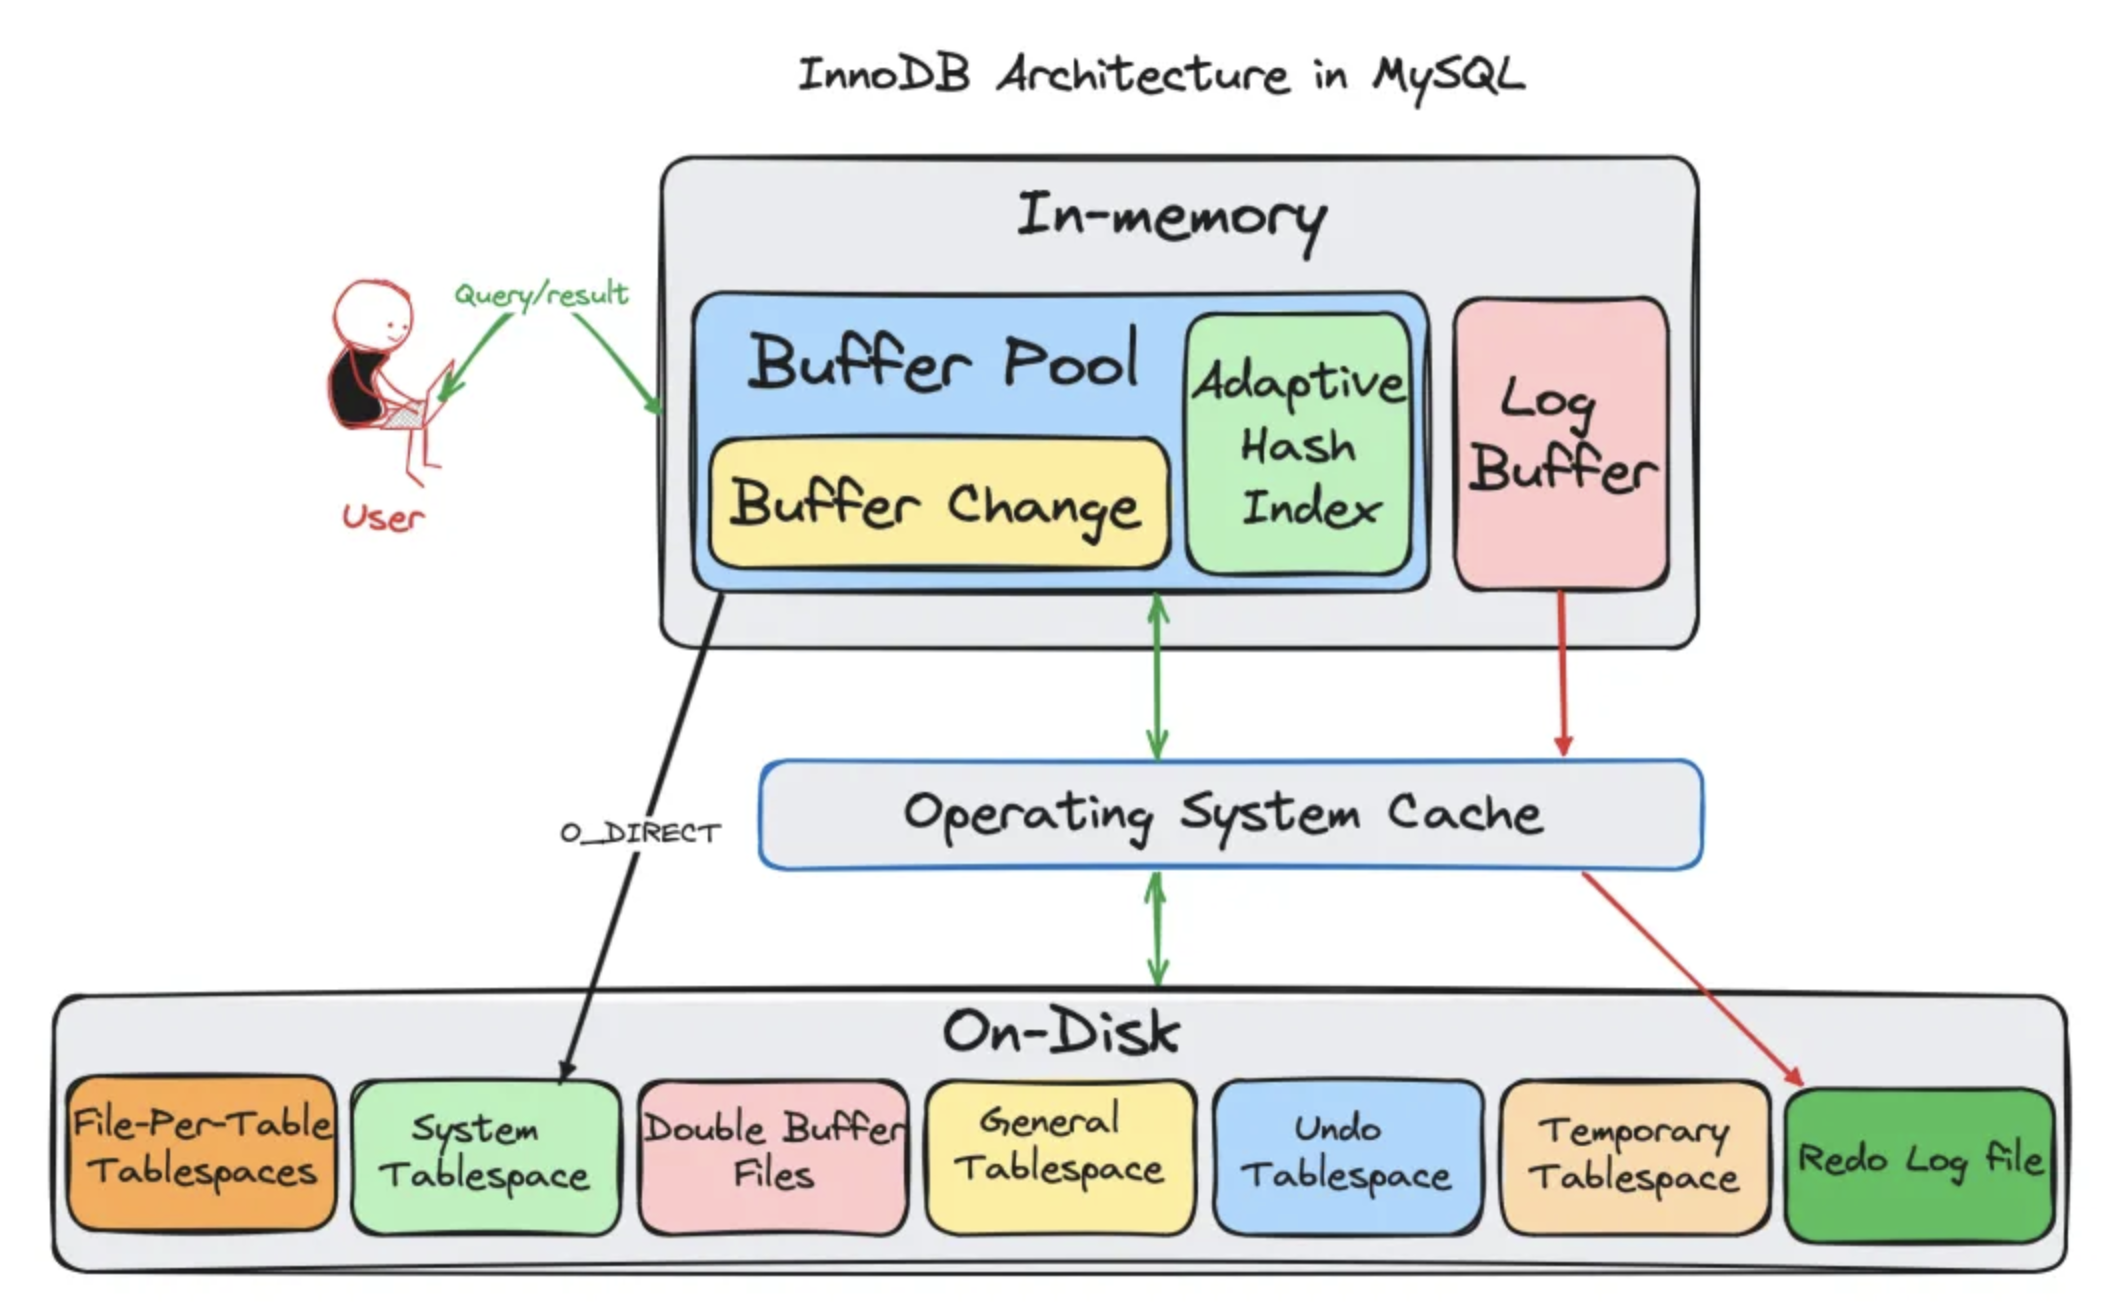 InnoDB Architecture in MySQL
In-memory
Query/result
Buffer Pool
Adaptive
Hash
Index
Log
Buffer
Buffer Change
User
Operating System Cache
O_DIRECT
On-Disk
File-Per-Table
Tablespaces
System
Tablespace
Double Buffer
Files
General
Tablespace
Undo
Tablespace
Temporary
Tablespace
Redo Log file